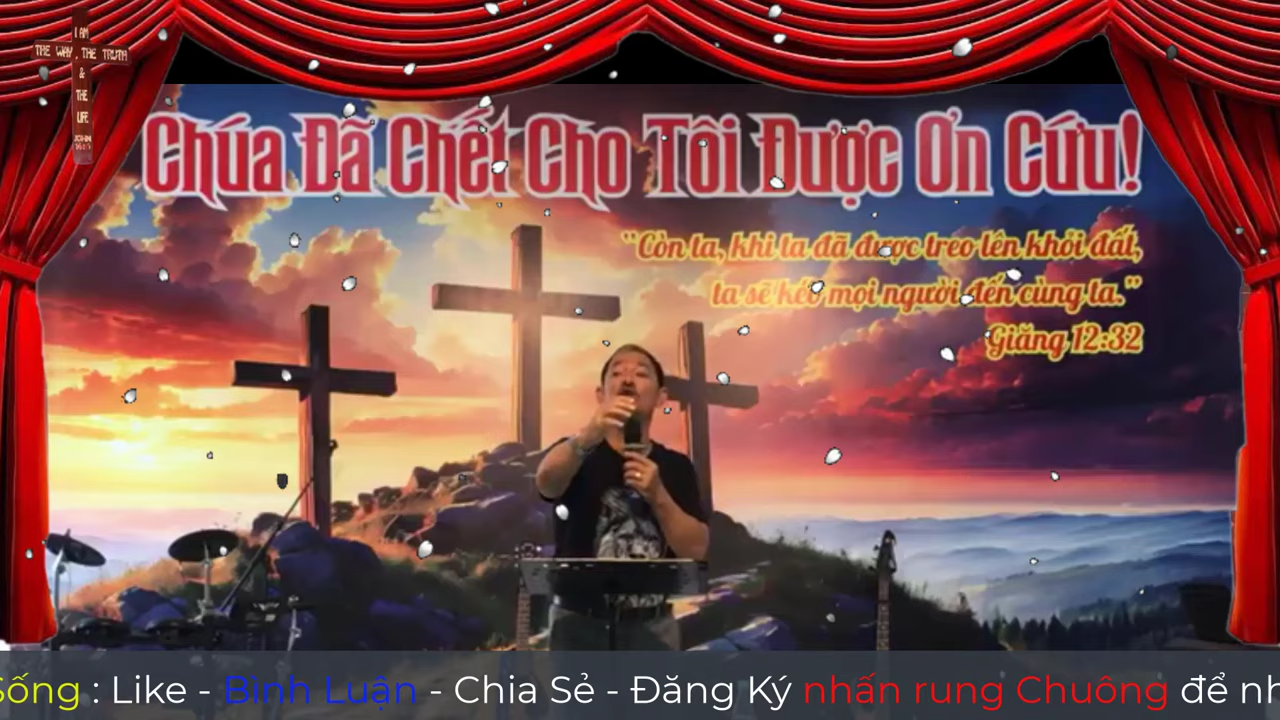 I AM
THE WAY, THE TRUTH
&
THE
LIFE
JOHN
14:6
Chúa Đã Chết Cho Tôi Được Ơn Cứu!
"Còn ta, khi ta đã được treo lên khỏi đất,
ta sẽ kéo mọi người đến cùng ta."
Giăng 12:32
Sống : Like - Bình Luận - Chia Sẻ - Đăng Ký nhấn rung Chuông để nh